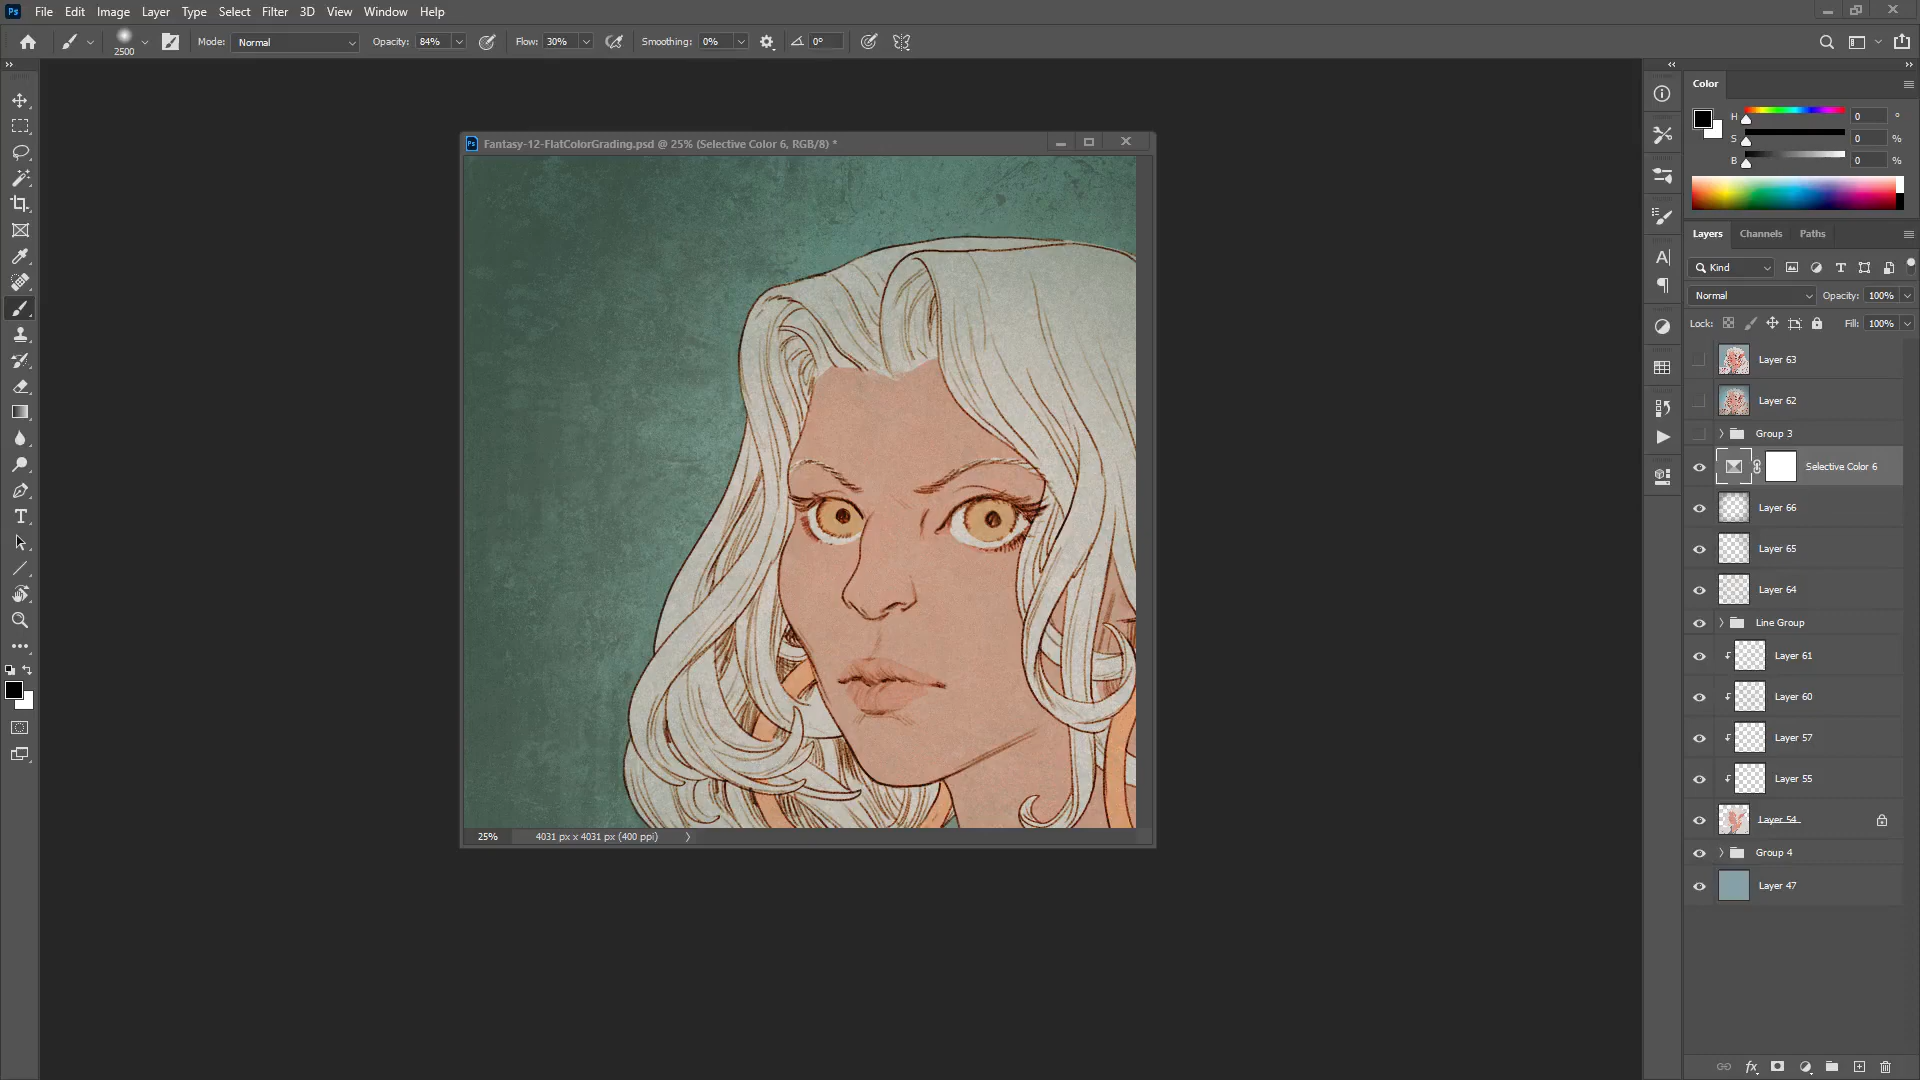 Ps File Edit Image Layer Type Select Filter 3D View Window Help
2500 Mode: Normal Opacity: 84% Flow: 30% Smoothing: 0% 0°
Color
H 0 °
S 0 %
B 0 %
Ps Fantasy-12-FlatColorGrading.psd @ 25% (Selective Color 6, RGB/8) *
Layers Channels Paths
Kind
Normal Opacity: 100%
Lock: Fill: 100%
Layer 63
Layer 62
Group 3
Selective Color 6
Layer 66
Layer 65
Layer 64
Line Group
Layer 61
Layer 60
Layer 57
Layer 55
Layer 54
Group 4
Layer 47
25% 4031 px x 4031 px (400 ppi)
fx